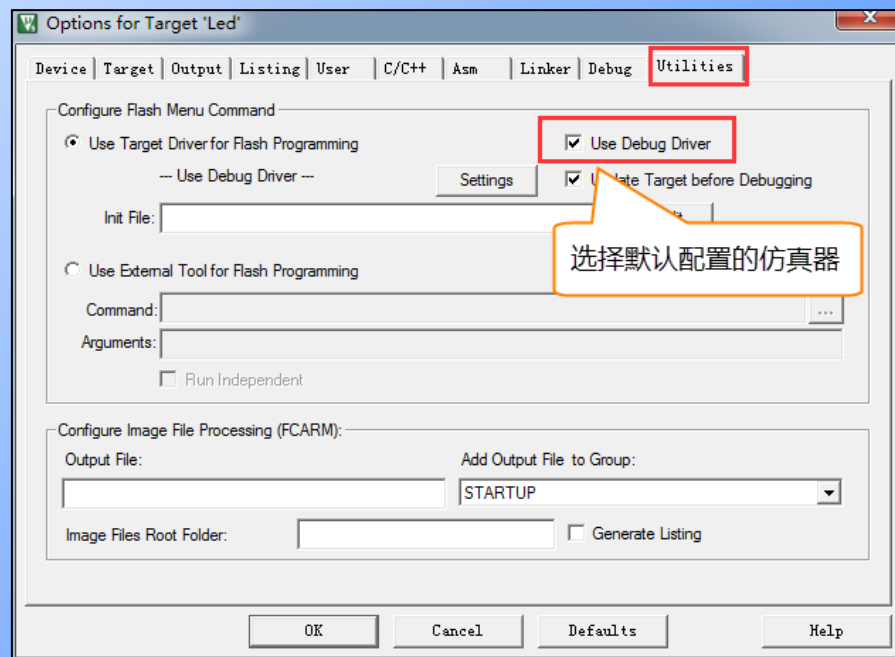 Options for Target 'Led'
Device Target Output Listing User C/C++ Asm Linker Debug Utilities
Configure Flash Menu Command
Use Target Driver for Flash Programming
Use Debug Driver
--- Use Debug Driver ---
Settings
Target before Debugging
Init File:
选择默认配置的仿真器
Use External Tool for Flash Programming
Command:
...
Arguments:
Run Independent
Configure Image File Processing (FCARM):
Output File:
Add Output File to Group:
STARTUP
Image Files Root Folder:
Generate Listing
OK Cancel Defaults Help